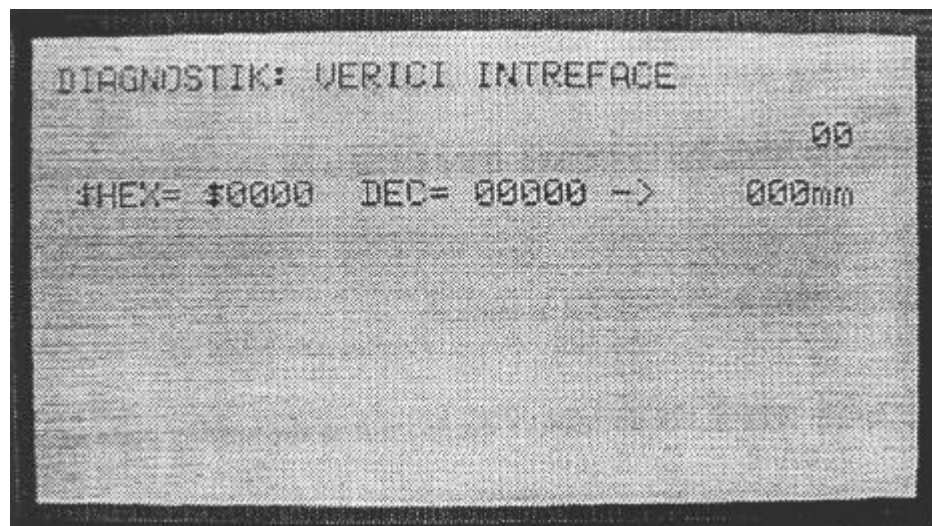 DIAGNOSTIK: VERICI INTREFACE
00
$HEX= $0000 DEC= 00000 -> 000mm